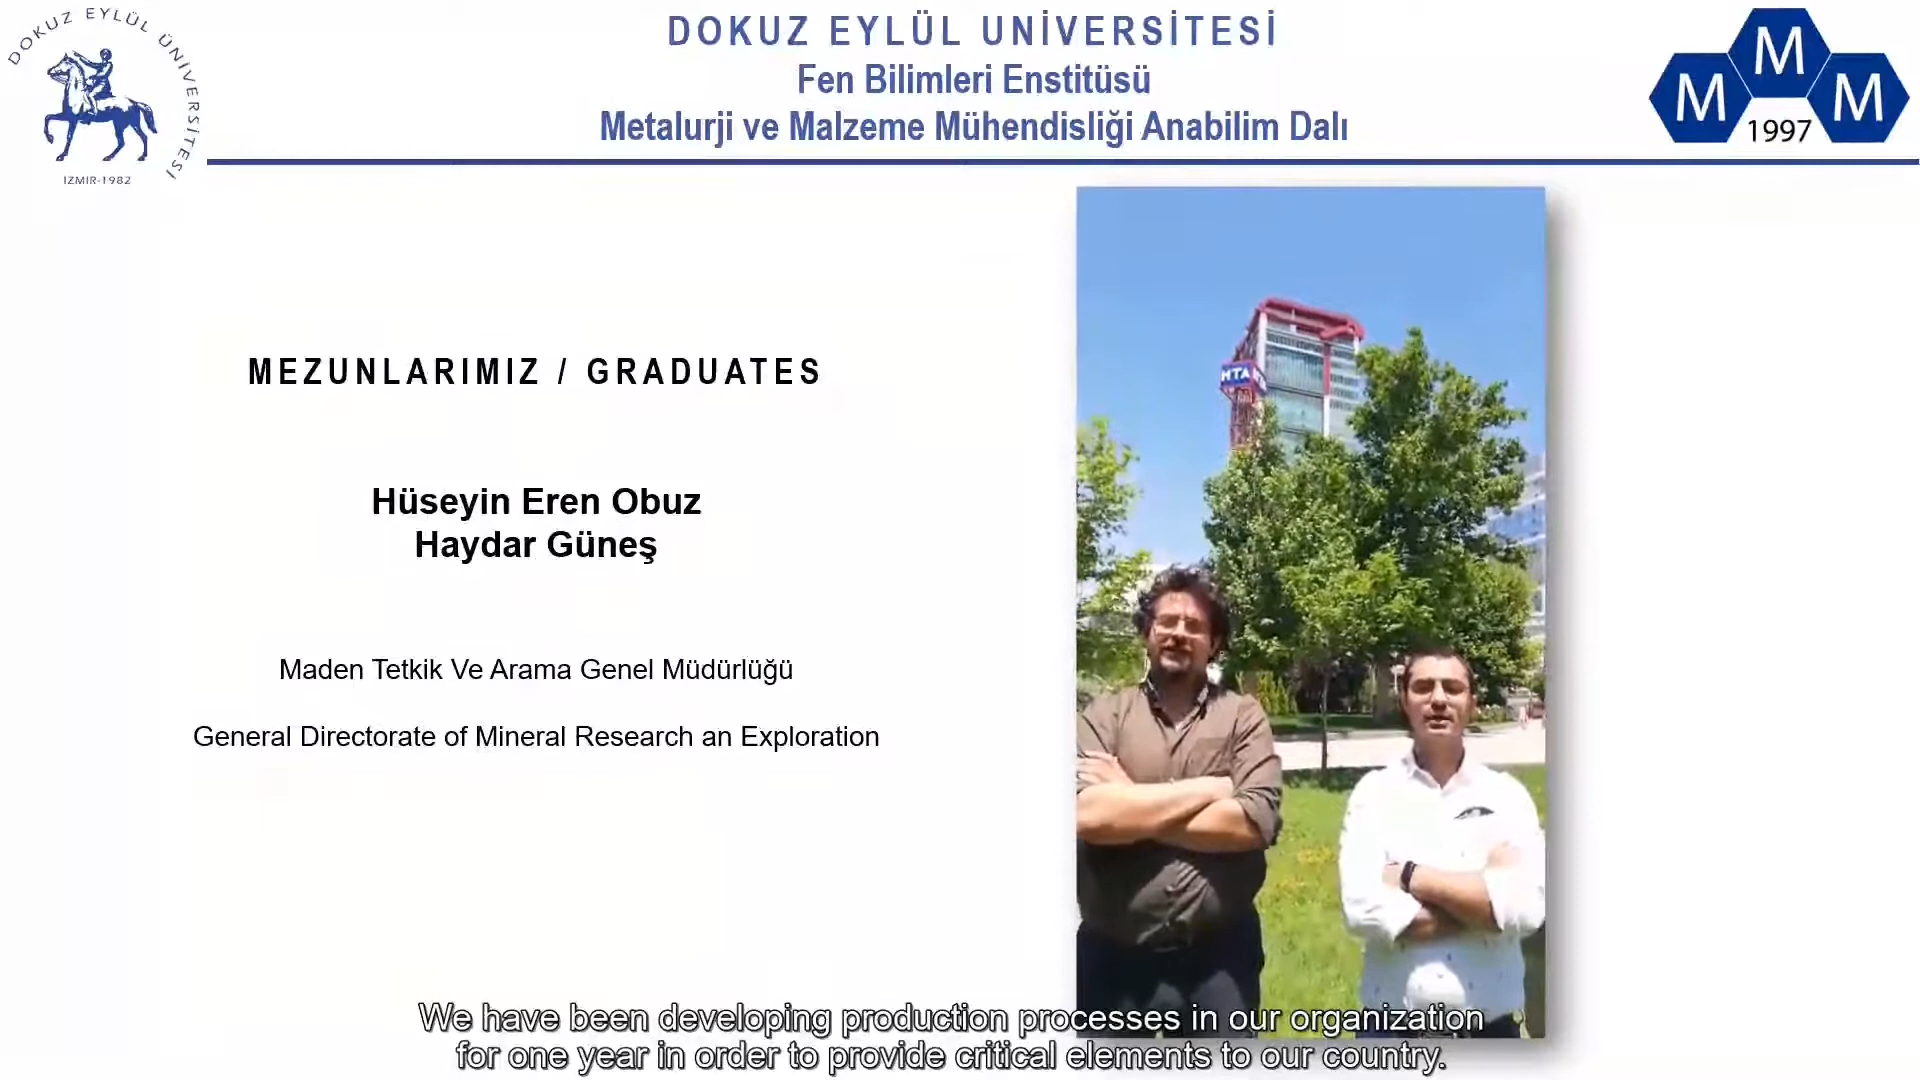 DOKUZ EYLÜL ÜNİVERSİTESİ
IZMIR-1982
DOKUZ EYLÜL UNİVERSİTESİ
Fen Bilimleri Enstitüsü
Metalurji ve Malzeme Mühendisliği Anabilim Dalı
M M M
1997
MEZUNLARIMIZ / GRADUATES
Hüseyin Eren Obuz
Haydar Güneş
Maden Tetkik Ve Arama Genel Müdürlüğü
General Directorate of Mineral Research an Exploration
MTA
We have been developing production processes in our organization
for one year in order to provide critical elements to our country.